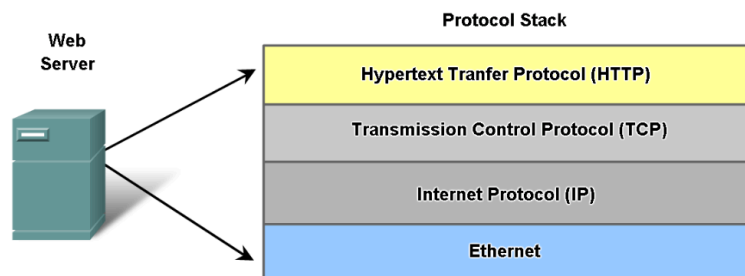 Protocol Stack
Web
Server
Hypertext Tranfer Protocol (HTTP)
Transmission Control Protocol (TCP)
Internet Protocol (IP)
Ethernet